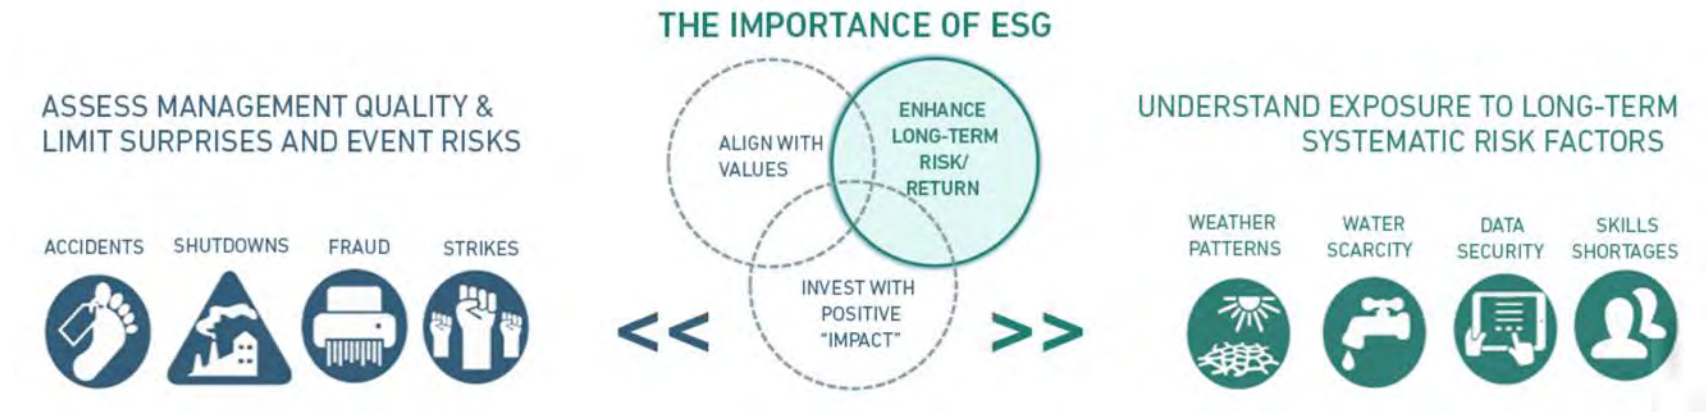 THE IMPORTANCE OF ESG
ASSESS MANAGEMENT QUALITY &
LIMIT SURPRISES AND EVENT RISKS
ACCIDENTS
SHUTDOWNS
FRAUD
STRIKES
<<
ALIGN WITH
VALUES
ENHANCE
LONG-TERM
RISK/
RETURN
INVEST WITH
POSITIVE
“IMPACT”
>>
UNDERSTAND EXPOSURE TO LONG-TERM
SYSTEMATIC RISK FACTORS
WEATHER
PATTERNS
WATER
SCARCITY
DATA
SECURITY
SKILLS
SHORTAGES